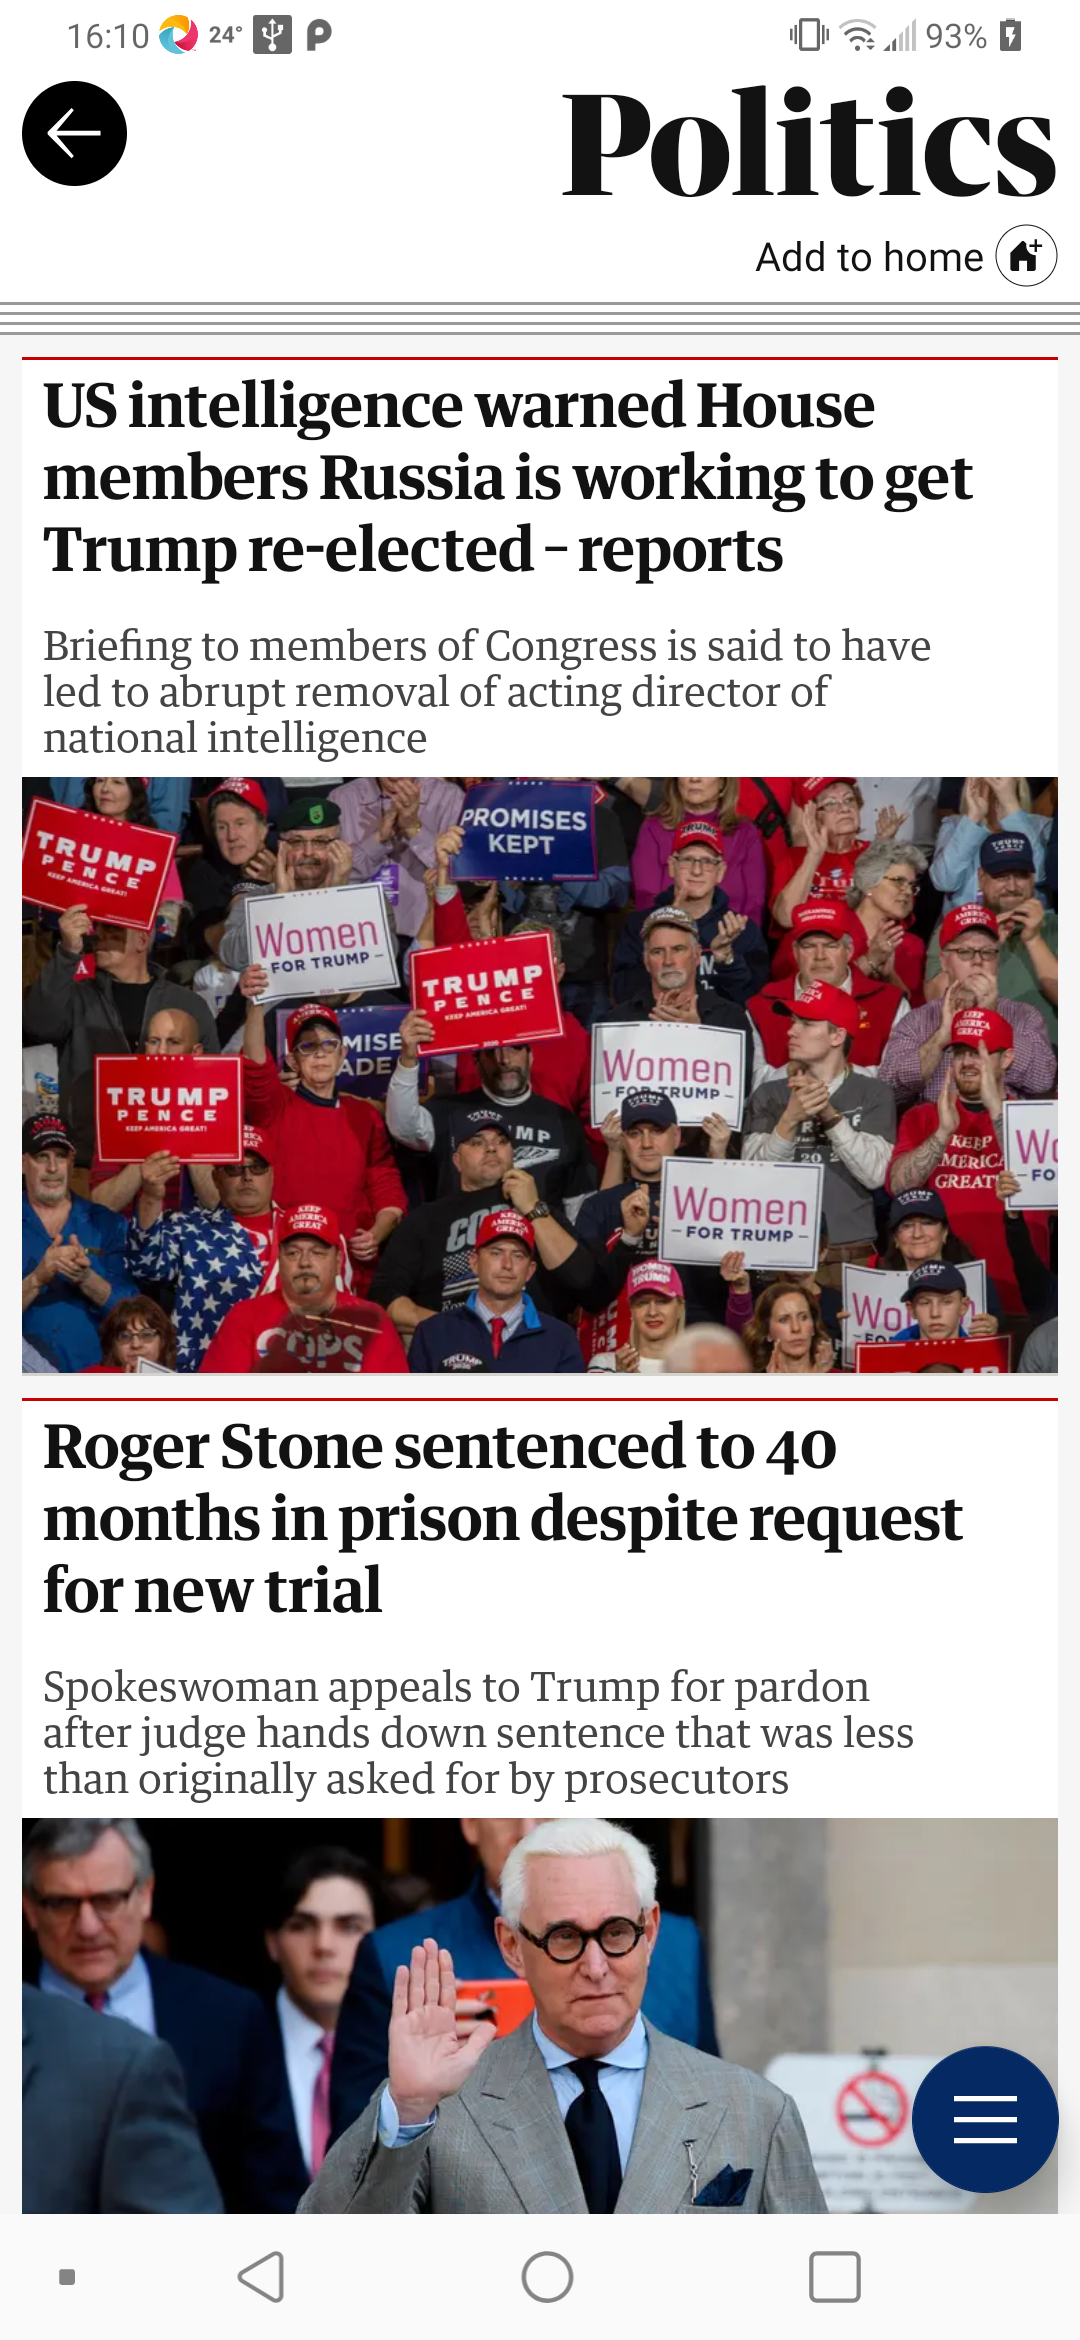 16:10 24° 93%
Politics
Add to home
US intelligence warned House
members Russia is working to get
Trump re-elected – reports
Briefing to members of Congress is said to have
led to abrupt removal of acting director of
national intelligence
TRUMP
PENCE
KEEP AMERICA GREAT!
PROMISES
KEPT
Women
FOR TRUMP
TRUMP
PENCE
KEEP AMERICA GREAT!
2020
Women
FOR TRUMP
TRUMP
PENCE
KEEP AMERICA GREAT!
KEEP
AMERICA
GREAT
Women
FOR TRUMP
COPS
WOMEN
TRUMP
TRUMP
Roger Stone sentenced to 40
months in prison despite request
for new trial
Spokeswoman appeals to Trump for pardon
after judge hands down sentence that was less
than originally asked for by prosecutors